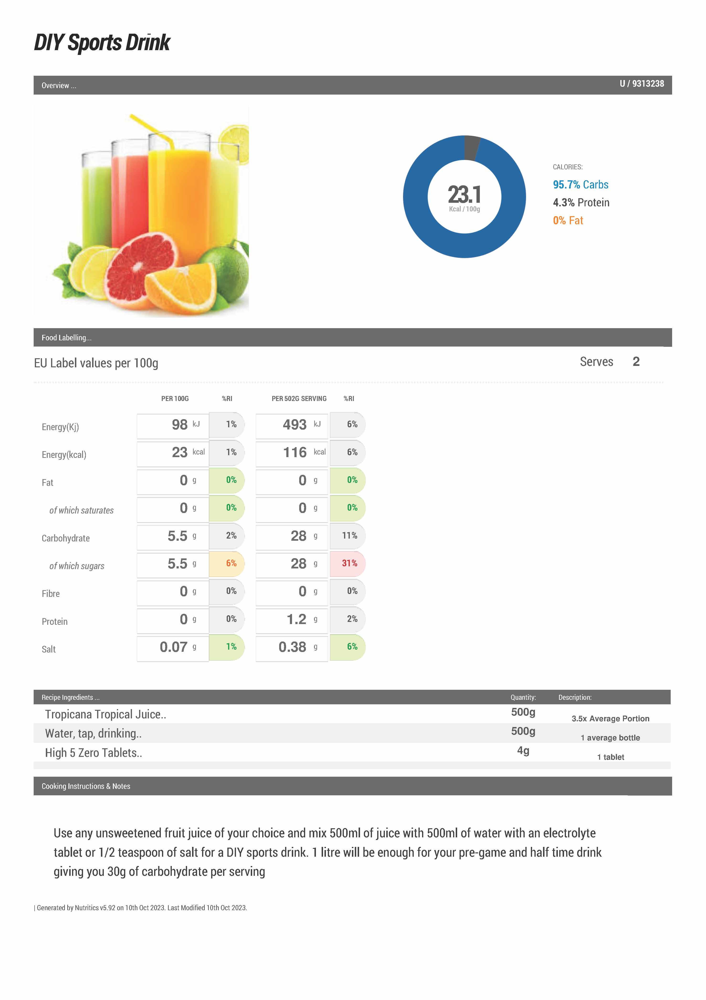 DIY Sports Drink
Overview ... U / 9313238
23.1
Kcal / 100g
CALORIES:
95.7% Carbs
4.3% Protein
0% Fat
Food Labelling...
EU Label values per 100g Serves 2
PER 100G %RI PER 502G SERVING %RI
Energy(Kj) 98 kJ 1% 493 kJ 6%
Energy(kcal) 23 kcal 1% 116 kcal 6%
Fat 0 g 0% 0 g 0%
of which saturates 0 g 0% 0 g 0%
Carbohydrate 5.5 g 2% 28 g 11%
of which sugars 5.5 g 6% 28 g 31%
Fibre 0 g 0% 0 g 0%
Protein 0 g 0% 1.2 g 2%
Salt 0.07 g 1% 0.38 g 6%
Recipe Ingredients ... Quantity: Description:
Tropicana Tropical Juice.. 500g 3.5x Average Portion
Water, tap, drinking.. 500g 1 average bottle
High 5 Zero Tablets.. 4g 1 tablet
Cooking Instructions & Notes
Use any unsweetened fruit juice of your choice and mix 500ml of juice with 500ml of water with an electrolyte
tablet or 1/2 teaspoon of salt for a DIY sports drink. 1 litre will be enough for your pre-game and half time drink
giving you 30g of carbohydrate per serving
| Generated by Nutritics v5.92 on 10th Oct 2023. Last Modified 10th Oct 2023.